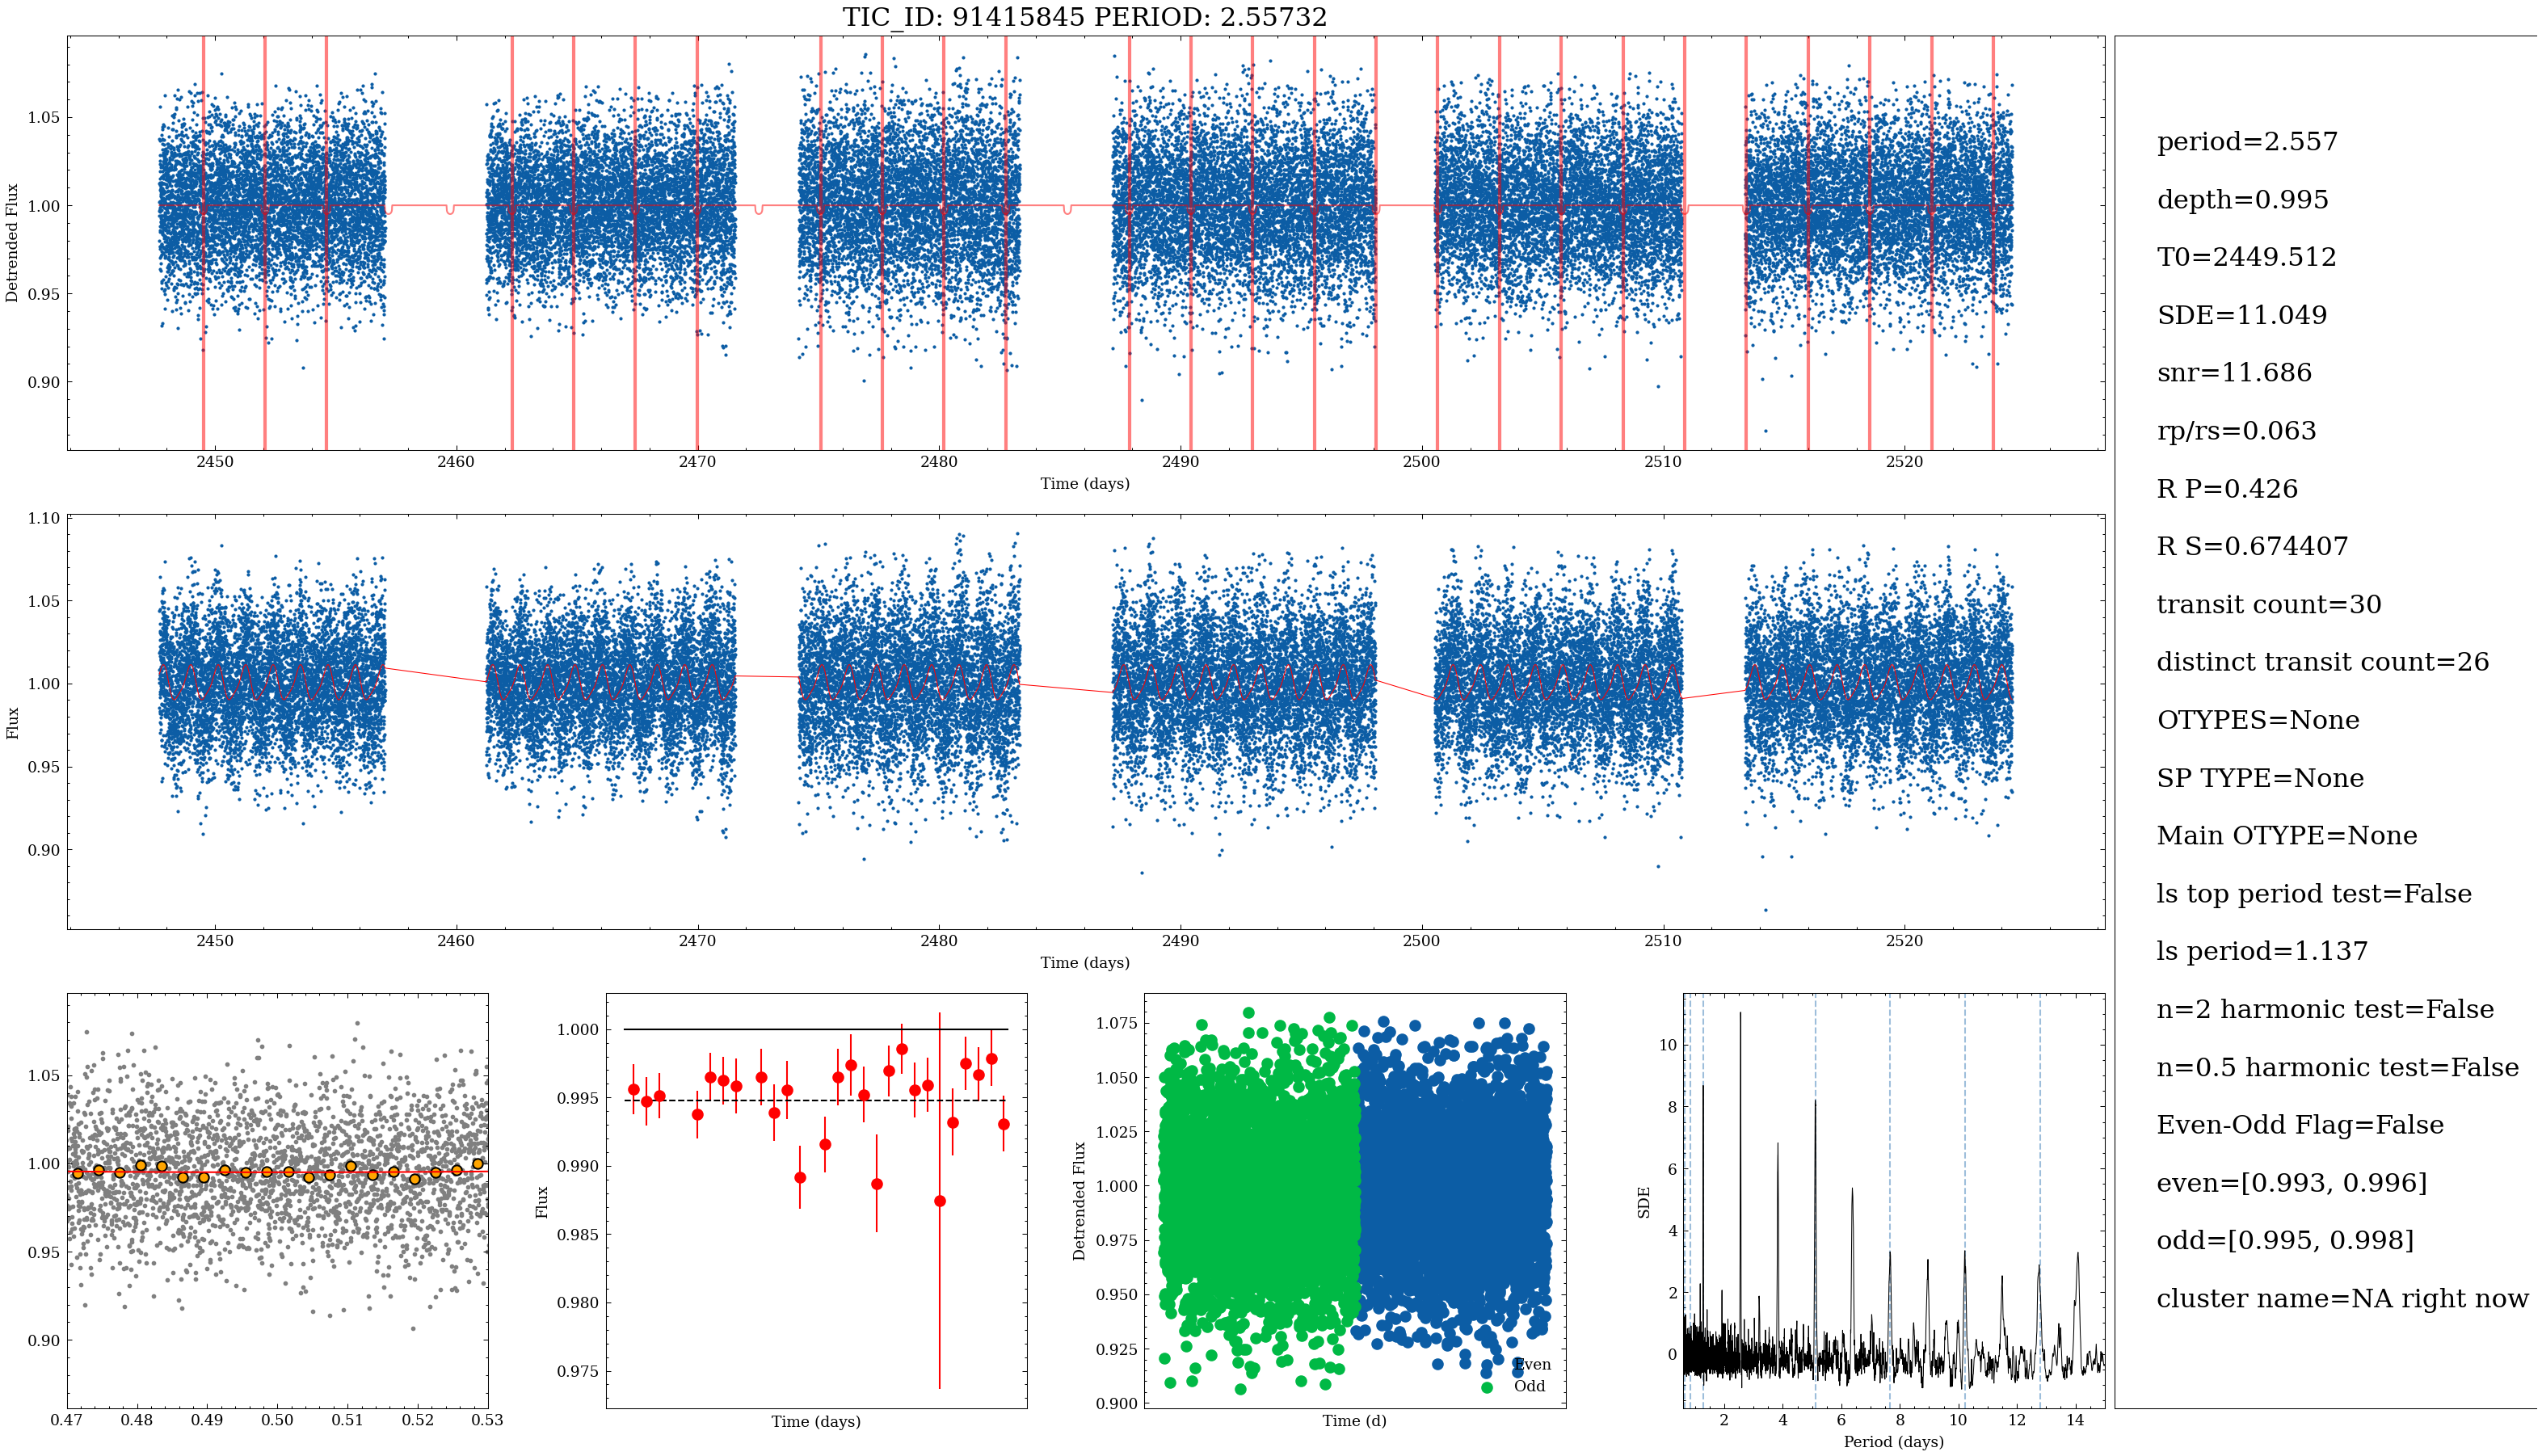 TIC_ID: 91415845 PERIOD: 2.55732
1.05
1.00
0.95
0.90
Detrended Flux
2450 2460 2470 2480 2490 2500 2510 2520
Time (days)
1.10
1.05
1.00
0.95
0.90
Flux
2450 2460 2470 2480 2490 2500 2510 2520
Time (days)
1.05
1.00
0.95
0.90
0.47 0.48 0.49 0.50 0.51 0.52 0.53
1.000
0.995
0.990
0.985
0.980
0.975
Flux
Time (days)
1.075
1.050
1.025
1.000
0.975
0.950
0.925
0.900
Detrended Flux
Even
Odd
Time (d)
10
8
6
4
2
0
SDE
2 4 6 8 10 12 14
Period (days)
period=2.557
depth=0.995
T0=2449.512
SDE=11.049
snr=11.686
rp/rs=0.063
R P=0.426
R S=0.674407
transit count=30
distinct transit count=26
OTYPES=None
SP TYPE=None
Main OTYPE=None
ls top period test=False
ls period=1.137
n=2 harmonic test=False
n=0.5 harmonic test=False
Even-Odd Flag=False
even=[0.993, 0.996]
odd=[0.995, 0.998]
cluster name=NA right now